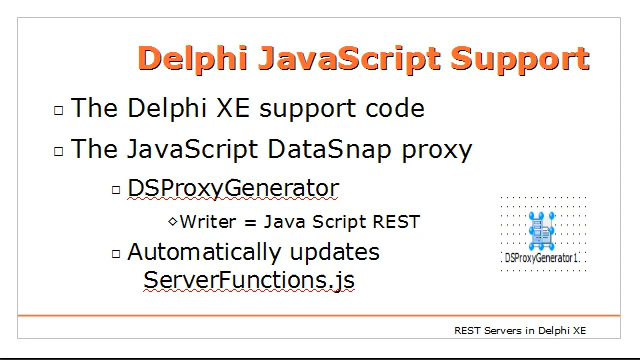 Delphi JavaScript Support
The Delphi XE support code
The JavaScript DataSnap proxy
DSProxyGenerator
Writer = Java Script REST
Automatically updates
ServerFunctions.js
DSProxyGenerator1
REST Servers in Delphi XE